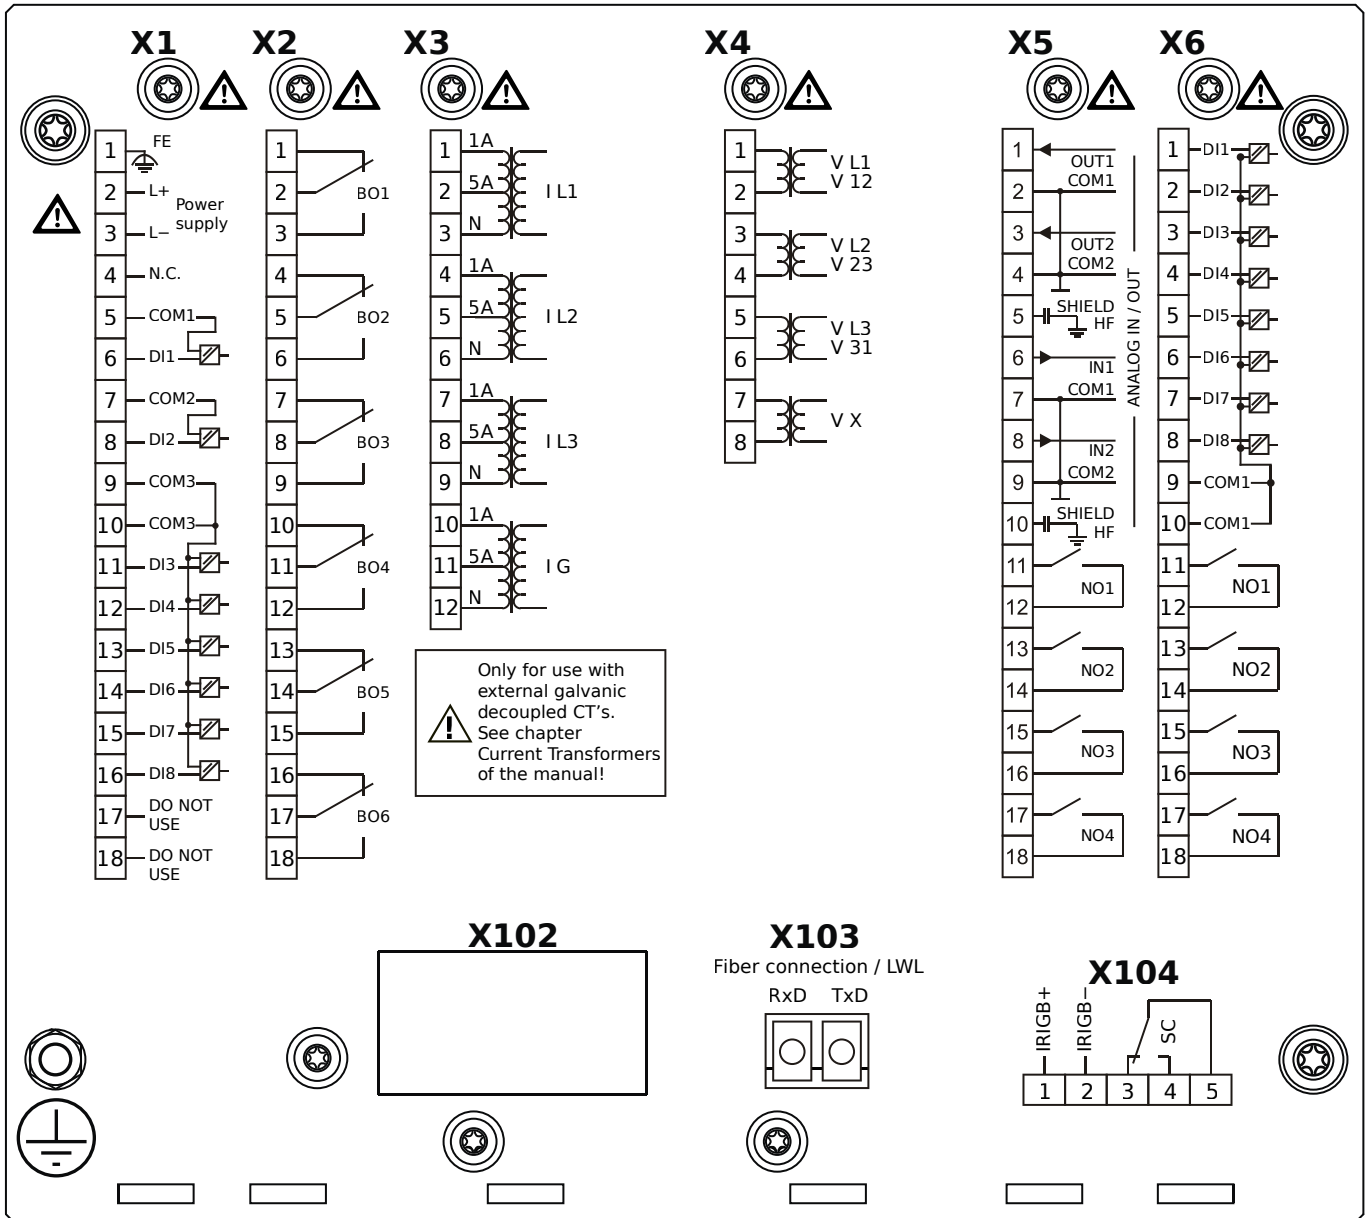 X1 X2 X3 X4 X5 X6
1 FE
2 L+
Power
supply
3 L−
4 N.C.
5 COM1
6 DI1
7 COM2
8 DI2
9 COM3
10 COM3
11 DI3
12 DI4
13 DI5
14 DI6
15 DI7
16 DI8
17 DO NOT
USE
18 DO NOT
USE
1
2 BO1
3
4
5 BO2
6
7
8 BO3
9
10
11 BO4
12
13
14 BO5
15
16
17 BO6
18
1 1A
2 5A I L1
3 N
4 1A
5 5A I L2
6 N
7 1A
8 5A I L3
9 N
10 1A
11 5A I G
12 N
Only for use with
external galvanic
decoupled CT's.
See chapter
Current Transformers
of the manual!
1 V L1
2 V 12
3 V L2
4 V 23
5 V L3
6 V 31
7 V X
8
1 OUT1
2 COM1
3 OUT2
4 COM2
5 SHIELD
HF
6 IN1
7 COM1
8 IN2
9 COM2
10 SHIELD
HF
ANALOG IN / OUT
11 NO1
12
13 NO2
14
15 NO3
16
17 NO4
18
1 DI1
2 DI2
3 DI3
4 DI4
5 DI5
6 DI6
7 DI7
8 DI8
9 COM1
10 COM1
11 NO1
12
13 NO2
14
15 NO3
16
17 NO4
18
X102
X103
Fiber connection / LWL
RxD TxD
X104
IRIGB+ IRIGB− SC
1 2 3 4 5